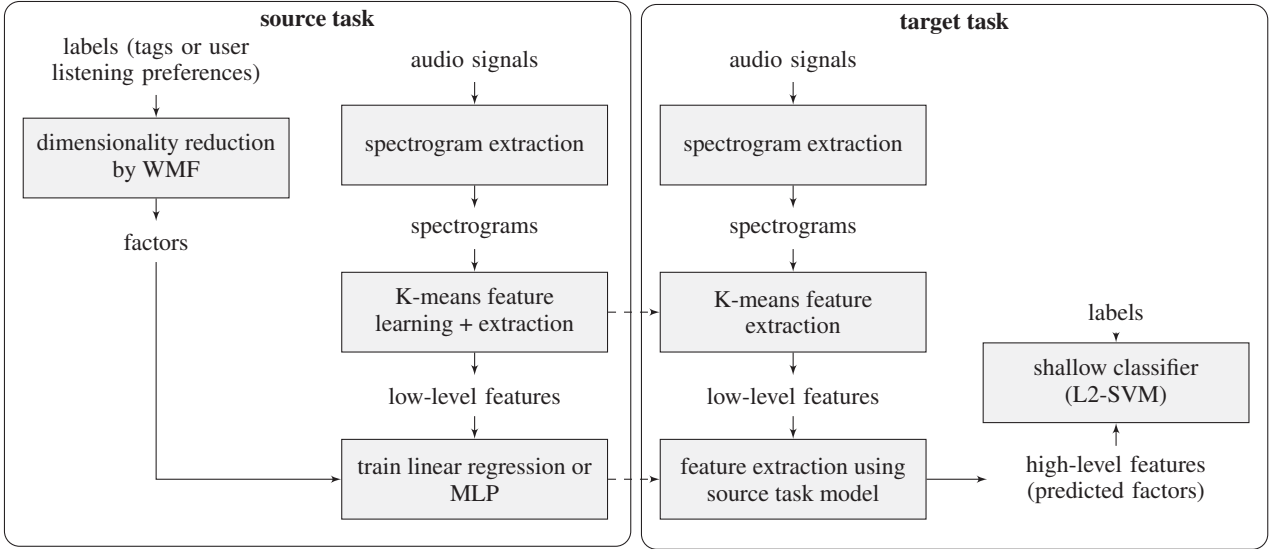 source task
labels (tags or user
listening preferences)
dimensionality reduction
by WMF
factors
audio signals
spectrogram extraction
spectrograms
K-means feature
learning + extraction
low-level features
train linear regression or
MLP
target task
audio signals
spectrogram extraction
spectrograms
K-means feature
extraction
low-level features
feature extraction using
source task model
labels
shallow classifier
(L2-SVM)
high-level features
(predicted factors)